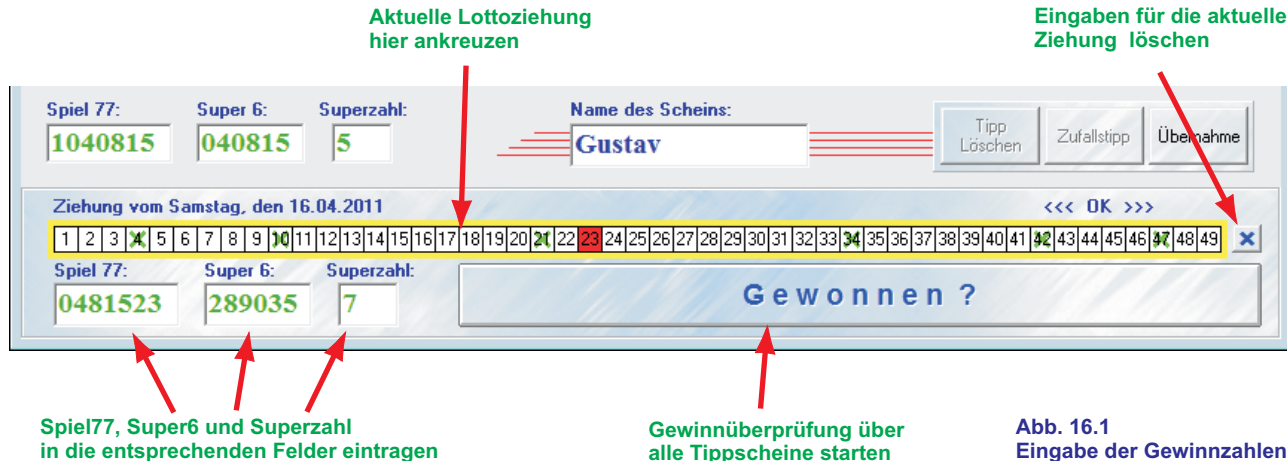 Aktuelle Lottoziehung
hier ankreuzen
Eingaben für die aktuelle
Ziehung löschen
Spiel 77: Super 6: Superzahl: Name des Scheins:
1040815 040815 5 Gustav
Tipp
Löschen
Zufallstipp
Übernahme
Ziehung vom Samstag, den 16.04.2011 <<< OK >>>
1 2 3 4 5 6 7 8 9 10 11 12 13 14 15 16 17 18 19 20 21 22 23 24 25 26 27 28 29 30 31 32 33 34 35 36 37 38 39 40 41 42 43 44 45 46 47 48 49
Spiel 77: Super 6: Superzahl:
0481523 289035 7
Gewonnen ?
Spiel77, Super6 und Superzahl
in die entsprechenden Felder eintragen
Gewinnüberprüfung über
alle Tippscheine starten
Abb. 16.1
Eingabe der Gewinnzahlen